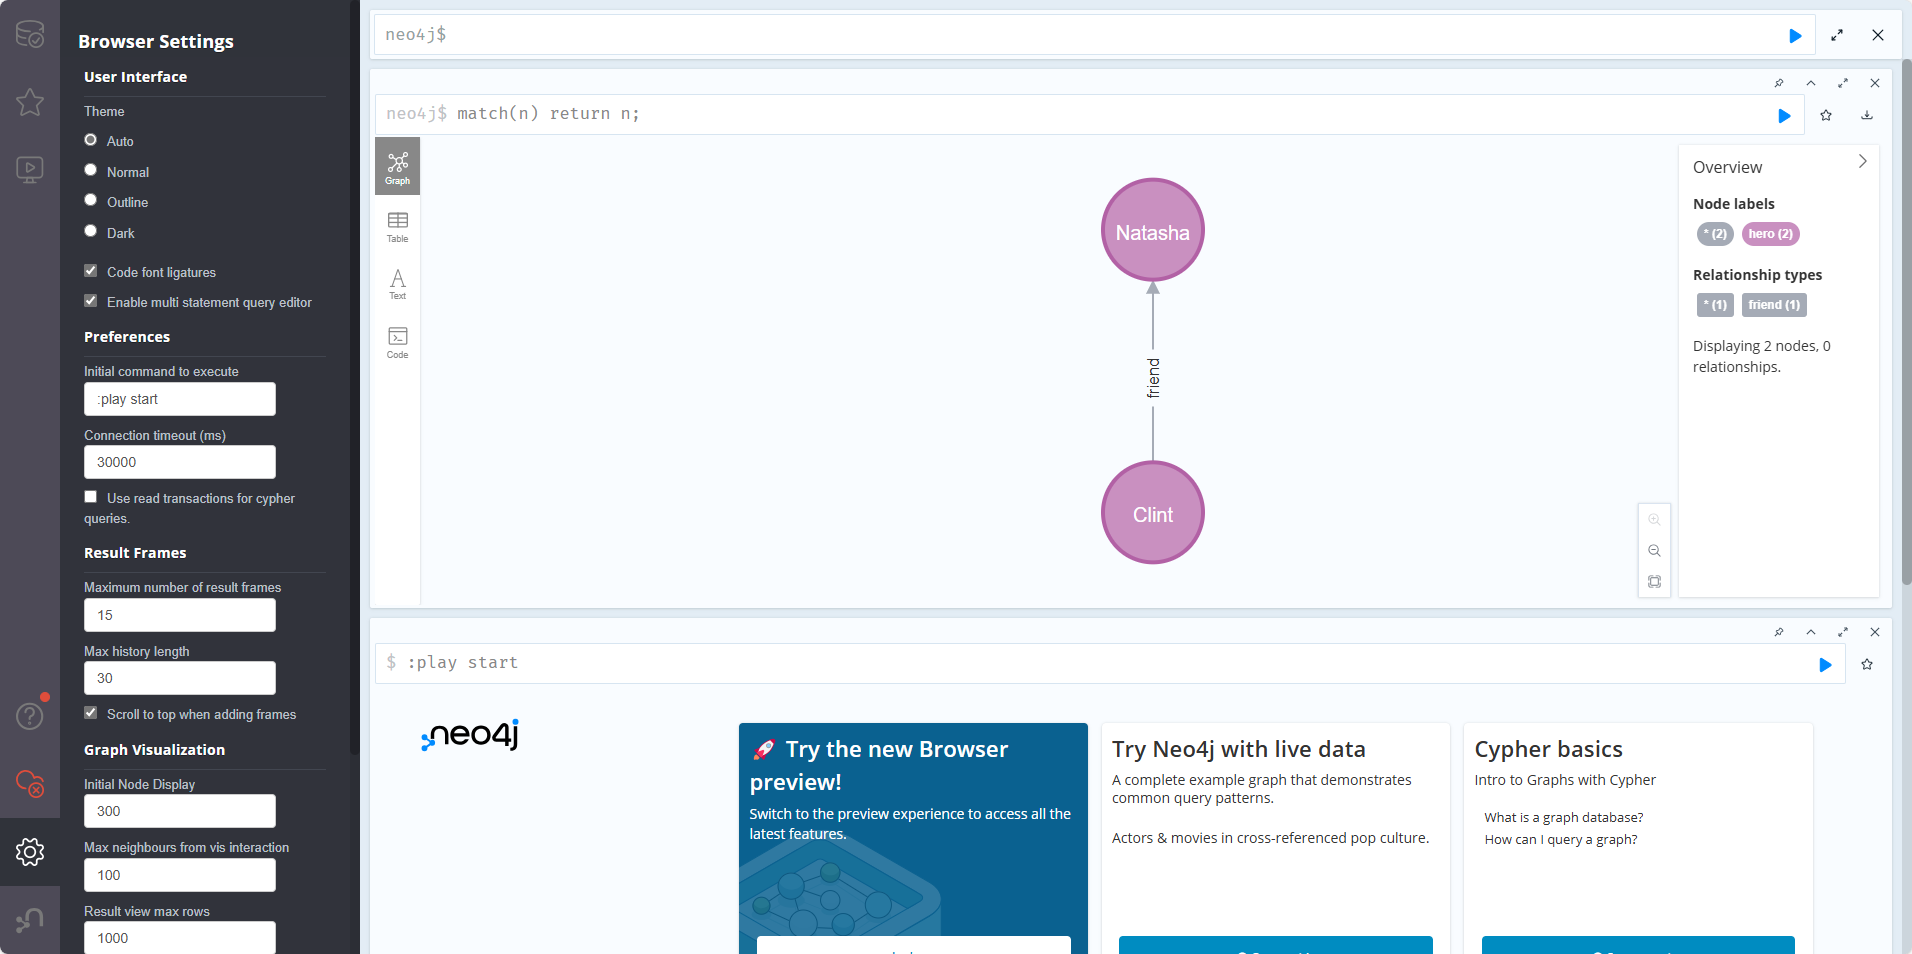 Browser Settings
User Interface
Theme
Auto
Normal
Outline
Dark
Code font ligatures
Enable multi statement query editor
Preferences
Initial command to execute
:play start
Connection timeout (ms)
30000
Use read transactions for cypher
queries.
Result Frames
Maximum number of result frames
15
Max history length
30
Scroll to top when adding frames
Graph Visualization
Initial Node Display
300
Max neighbours from vis interaction
100
Result view max rows
1000
neo4j$
neo4j$ match(n) return n;
Graph
Table
Text
Code
Natasha
friend
Clint
Overview
Node labels
* (2) hero (2)
Relationship types
* (1) friend (1)
Displaying 2 nodes, 0
relationships.
$ :play start
neo4j
🚀 Try the new Browser
preview!
Switch to the preview experience to access all the
latest features.
Try Neo4j with live data
A complete example graph that demonstrates
common query patterns.
Actors & movies in cross-referenced pop culture.
Cypher basics
Intro to Graphs with Cypher
What is a graph database?
How can I query a graph?